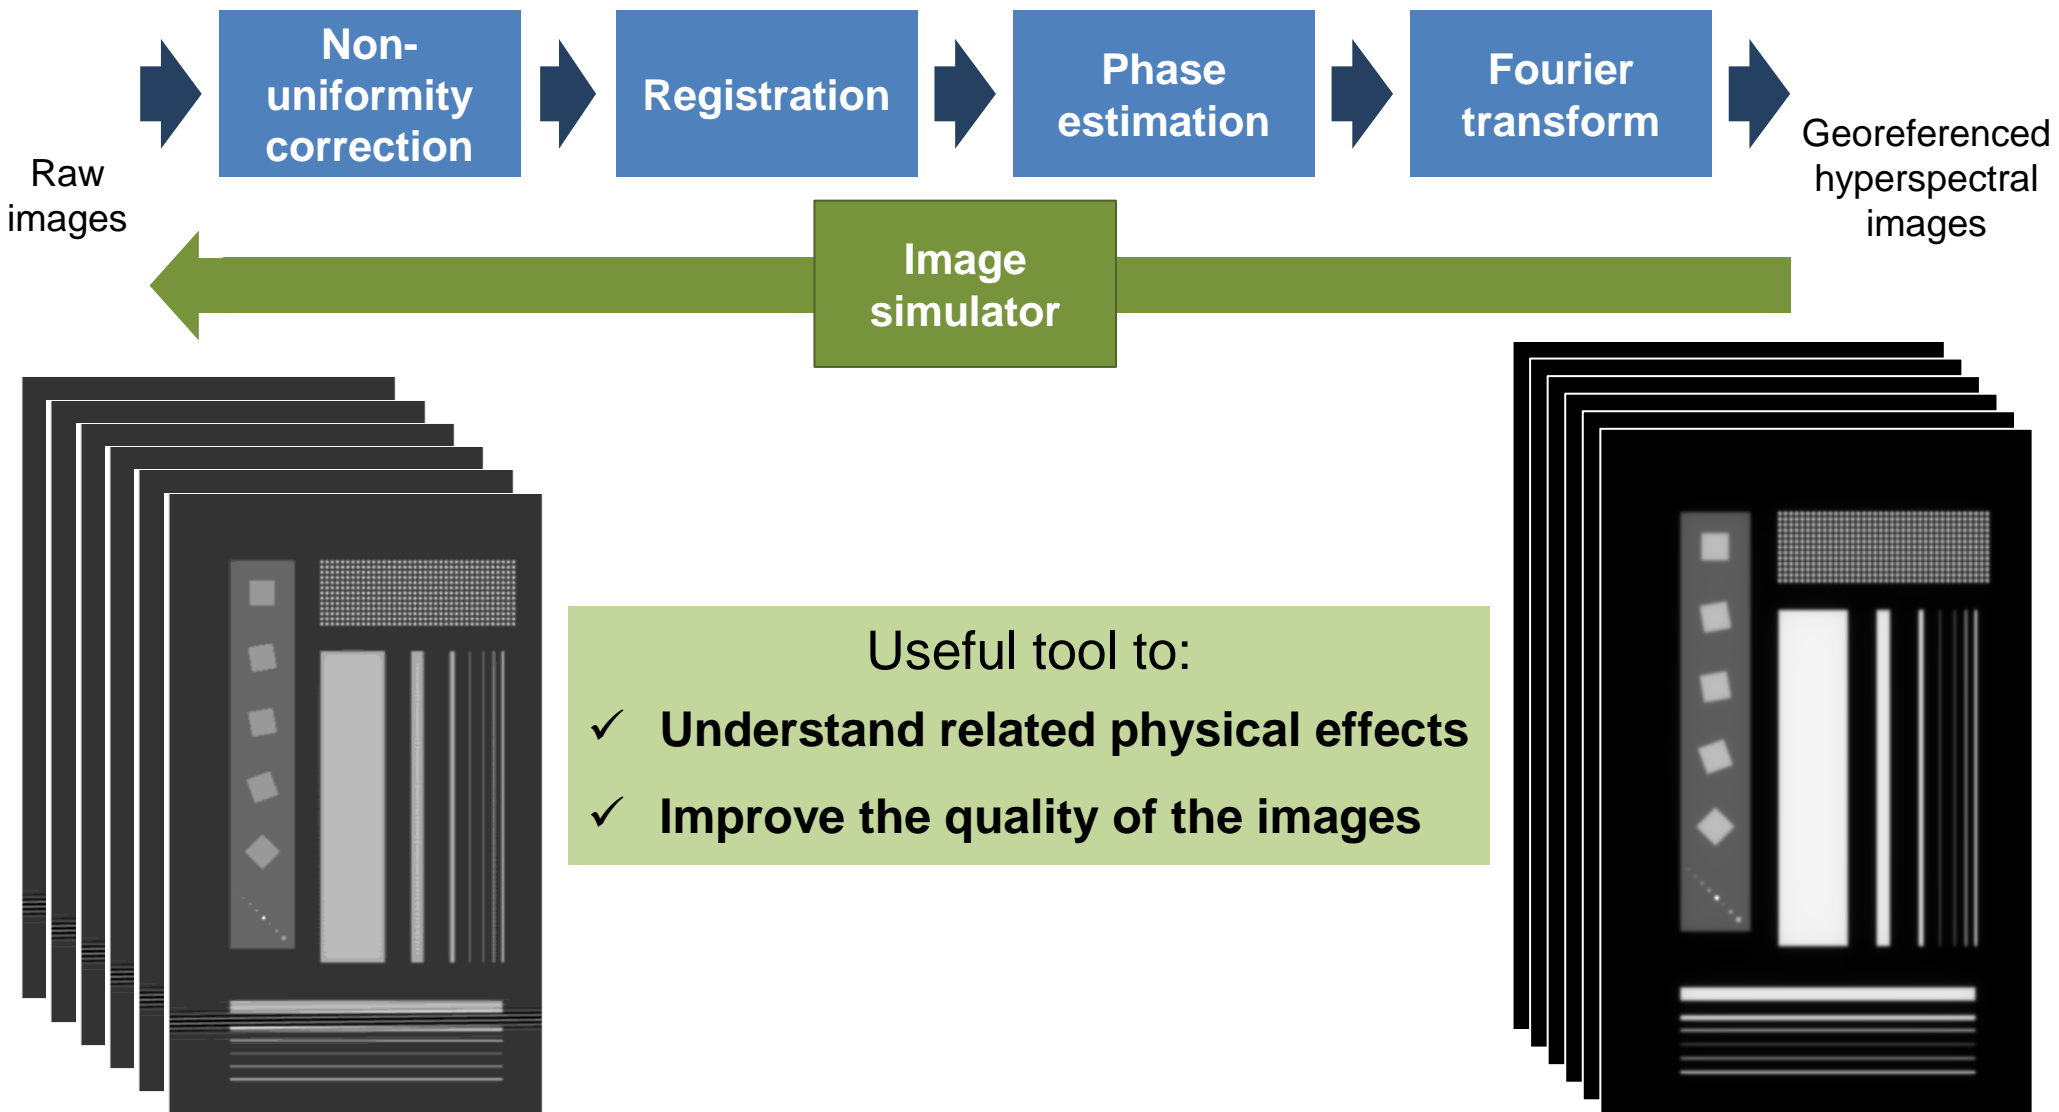 Non-
uniformity
correction
Registration
Phase
estimation
Fourier
transform
Raw
images
Georeferenced
hyperspectral
images
Image
simulator
Useful tool to:
✓ Understand related physical effects
✓ Improve the quality of the images